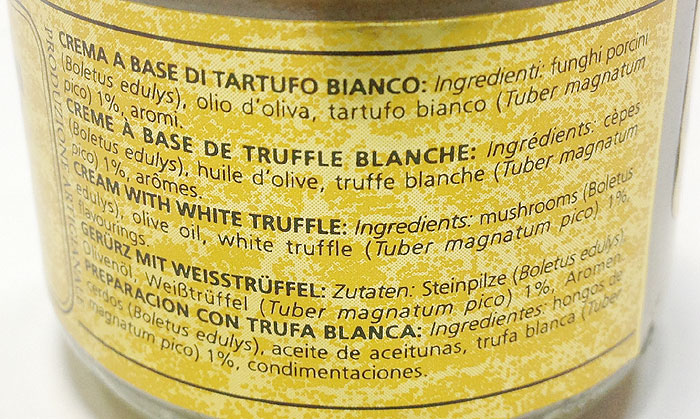 CREMA A BASE DI TARTUFO BIANCO: Ingredienti: funghi porcini
(Boletus edulys), olio d'oliva, tartufo bianco (Tuber magnatum
pico) 1%, aromi.
CREME À BASE DE TRUFFLE BLANCHE: Ingrédients: cèpes
(Boletus edulys), huile d'olive, truffe blanche (Tuber magnatum
pico) 1%, arômes.
CREAM WITH WHITE TRUFFLE: Ingredients: mushrooms (Boletus
edulys), olive oil, white truffle (Tuber magnatum pico) 1%,
flavourings.
GERÜRZ MIT WEISSTRÜFFEL: Zutaten: Steinpilze (Boletus edulys),
Olivenöl, Weißtrüffel (Tuber magnatum pico) 1%, Aromen.
PREPARACION CON TRUFA BLANCA: Ingredientes: hongos de
cerdos (Boletus edulys), aceite de aceitunas, trufa blanca (Tuber
magnatum pico) 1%, condimentaciones.
PRODUZIONE ARTIGIANALE